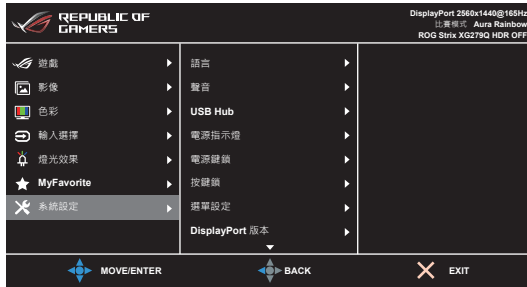 REPUBLIC OF
GAMERS
DisplayPort 2560x1440@165Hz
比賽模式 Aura Rainbow
ROG Strix XG279Q HDR OFF
遊戲
影像
色彩
輸入選擇
燈光效果
MyFavorite
系統設定
語言
聲音
USB Hub
電源指示燈
電源鍵鎖
按鍵鎖
選單設定
DisplayPort 版本
MOVE/ENTER
BACK
EXIT